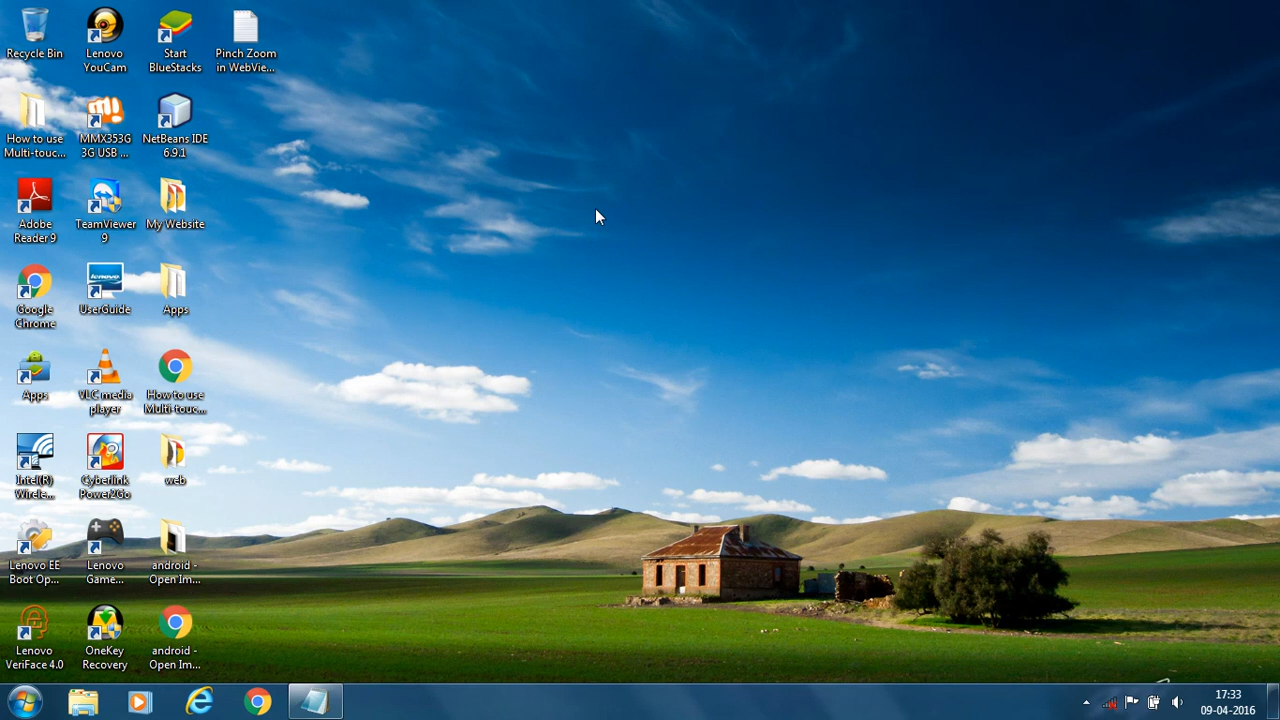 Recycle Bin
Lenovo
YouCam
Start
BlueStacks
Pinch Zoom
in WebVie...
How to use
Multi-touc...
MMX353G
3G USB ...
NetBeans IDE
6.9.1
Adobe
Reader 9
TeamViewer
9
My Website
Google
Chrome
lenovo
UserGuide
Apps
Apps
VLC media
player
How to use
Multi-touc...
Intel(R)
Wirele...
Cyberlink
Power2Go
web
Lenovo EE
Boot Op...
Lenovo
Game...
android -
Open Im...
Lenovo
VeriFace 4.0
OneKey
Recovery
android -
Open Im...
17:33
09-04-2016